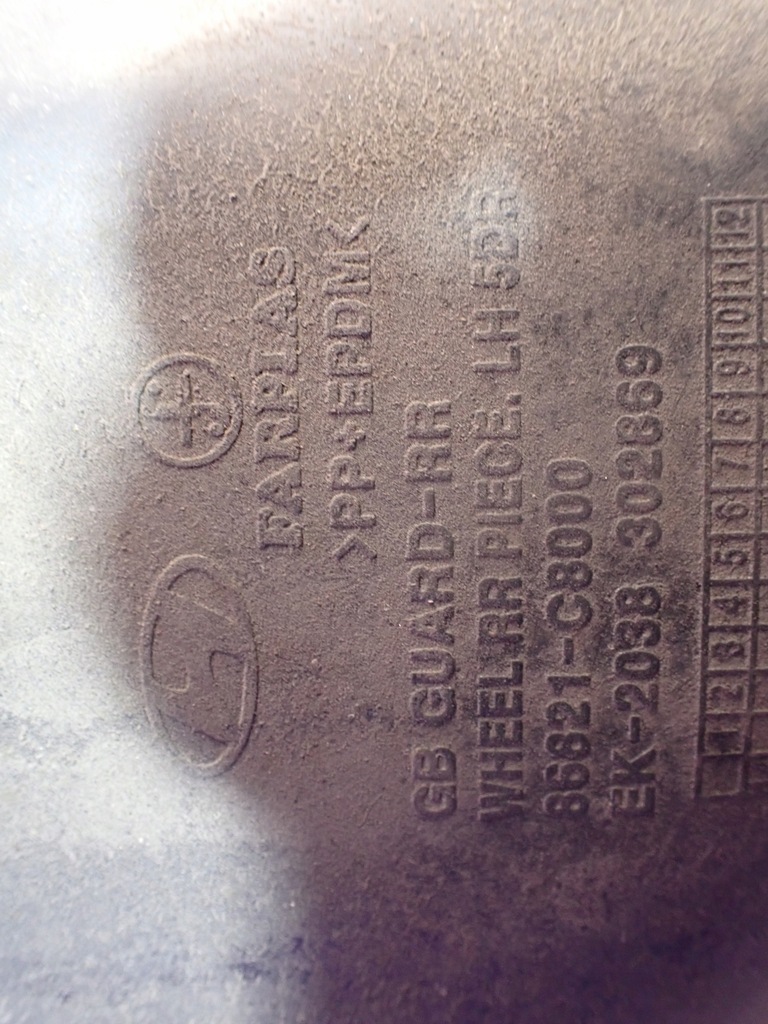 FARPLAS
>PP+EPDM<
GB GUARD-RR
WHEEL.RR PIECE. LH 5DR
86821-C8000
EK-2038 302869
1 2 3 4 5 6 7 8 9 10 11 12